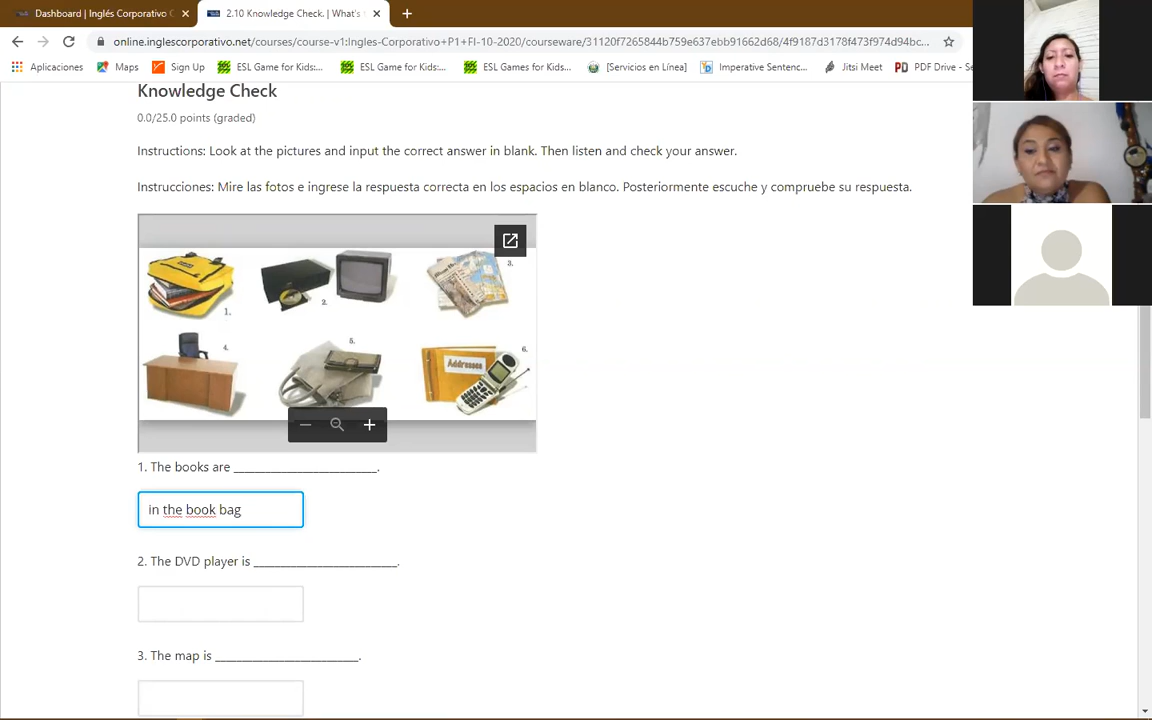 Dashboard | Inglés Corporativo
2.10 Knowledge Check. | What's
online.inglescorporativo.net/courses/course-v1:Ingles-Corporativo+P1+FI-10-2020/courseware/31120f7265844b759e637ebb91662d68/4f9187d3178f473f974d94bc...
Aplicaciones Maps Sign Up ESL Game for Kids:... ESL Game for Kids:... ESL Games for Kids:... [Servicios en Línea] Imperative Sentenc... Jitsi Meet PDF Drive - Se
Knowledge Check
0.0/25.0 points (graded)
Instructions: Look at the pictures and input the correct answer in blank. Then listen and check your answer.
Instrucciones: Mire las fotos e ingrese la respuesta correcta en los espacios en blanco. Posteriormente escuche y compruebe su respuesta.
1.
2.
3.
4.
5.
6.
Addresses
1. The books are ________________________.
in the book bag
2. The DVD player is ________________________.
3. The map is ________________________.